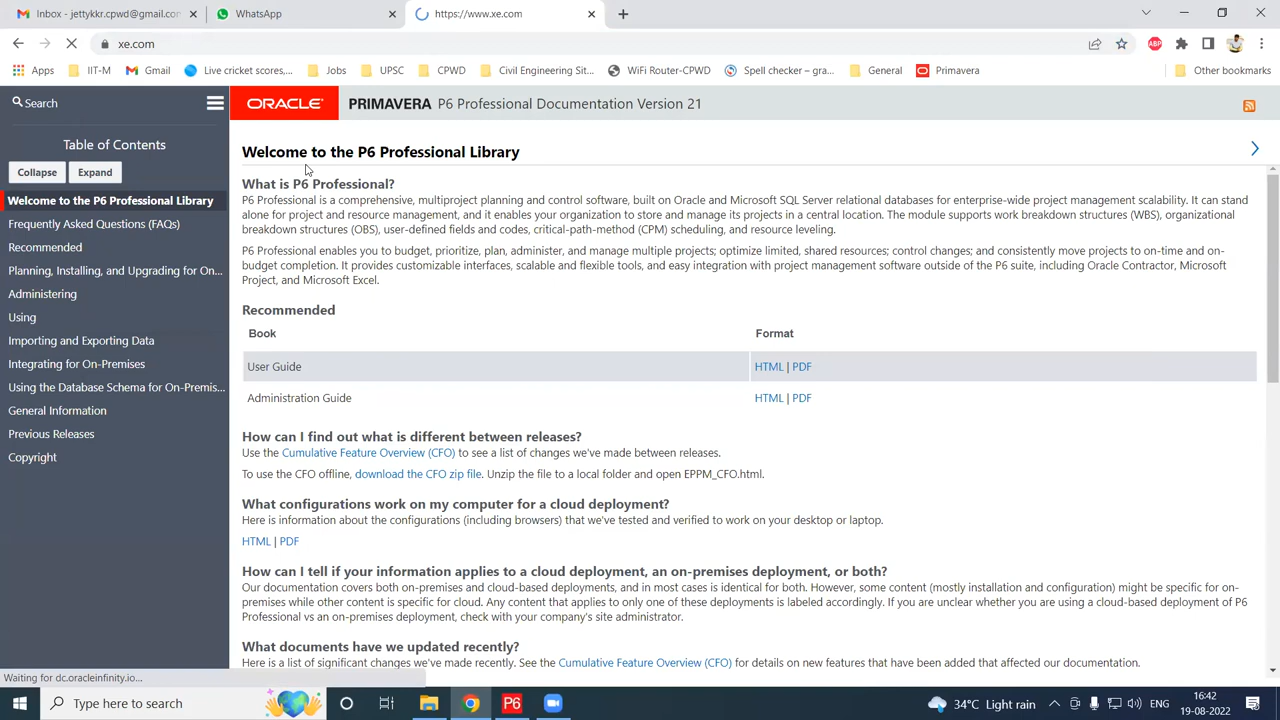 Inbox - jettykkr.cpwd@gmail.con
WhatsApp
https://www.xe.com
xe.com
ABP
Apps
IIT-M
Gmail
Live cricket scores,...
Jobs
UPSC
CPWD
Civil Engineering Sit...
WiFi Router-CPWD
Spell checker – gra...
General
Primavera
Other bookmarks
Search
ORACLE
PRIMAVERA P6 Professional Documentation Version 21
Table of Contents
Collapse
Expand
Welcome to the P6 Professional Library
Frequently Asked Questions (FAQs)
Recommended
Planning, Installing, and Upgrading for On...
Administering
Using
Importing and Exporting Data
Integrating for On-Premises
Using the Database Schema for On-Premis...
General Information
Previous Releases
Copyright
Welcome to the P6 Professional Library
What is P6 Professional?
P6 Professional is a comprehensive, multiproject planning and control software, built on Oracle and Microsoft SQL Server relational databases for enterprise-wide project management scalability. It can stand
alone for project and resource management, and it enables your organization to store and manage its projects in a central location. The module supports work breakdown structures (WBS), organizational
breakdown structures (OBS), user-defined fields and codes, critical-path-method (CPM) scheduling, and resource leveling.
P6 Professional enables you to budget, prioritize, plan, administer, and manage multiple projects; optimize limited, shared resources; control changes; and consistently move projects to on-time and on-
budget completion. It provides customizable interfaces, scalable and flexible tools, and easy integration with project management software outside of the P6 suite, including Oracle Contractor, Microsoft
Project, and Microsoft Excel.
Recommended
Book
Format
User Guide
HTML | PDF
Administration Guide
HTML | PDF
How can I find out what is different between releases?
Use the Cumulative Feature Overview (CFO) to see a list of changes we've made between releases.
To use the CFO offline, download the CFO zip file. Unzip the file to a local folder and open EPPM_CFO.html.
What configurations work on my computer for a cloud deployment?
Here is information about the configurations (including browsers) that we've tested and verified to work on your desktop or laptop.
HTML | PDF
How can I tell if your information applies to a cloud deployment, an on-premises deployment, or both?
Our documentation covers both on-premises and cloud-based deployments, and in most cases is identical for both. However, some content (mostly installation and configuration) might be specific for on-
premises while other content is specific for cloud. Any content that applies to only one of these deployments is labeled accordingly. If you are unclear whether you are using a cloud-based deployment of P6
Professional vs an on-premises deployment, check with your company's site administrator.
What documents have we updated recently?
Here is a list of significant changes we've made recently. See the Cumulative Feature Overview (CFO) for details on new features that have been added that affected our documentation.
Waiting for dc.oracleinfinity.io...
Type here to search
P6
34°C Light rain
ENG
16:42
19-08-2022